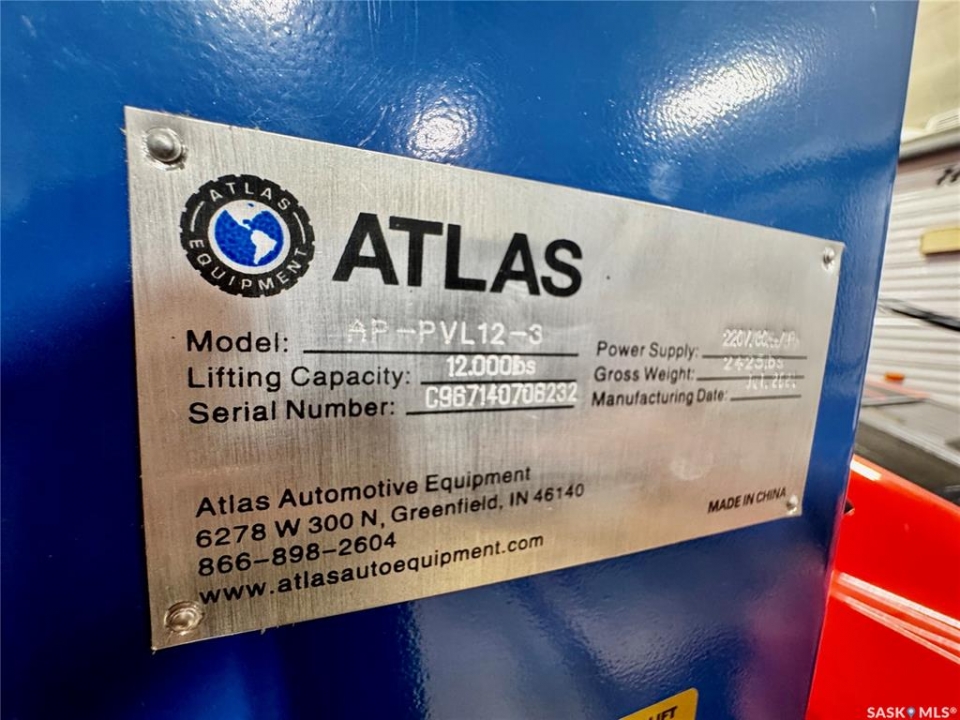 ATLAS
EQUIPMENT
ATLAS
Model: AP-PVL12-3
Lifting Capacity: 12.000lbs
Serial Number: C967140708232
Power Supply:
Gross Weight:
Manufacturing Date:
Atlas Automotive Equipment
6278 W 300 N, Greenfield, IN 46140
866-898-2604
www.atlasautoequipment.com
MADE IN CHINA
LIFT
SASK MLS®